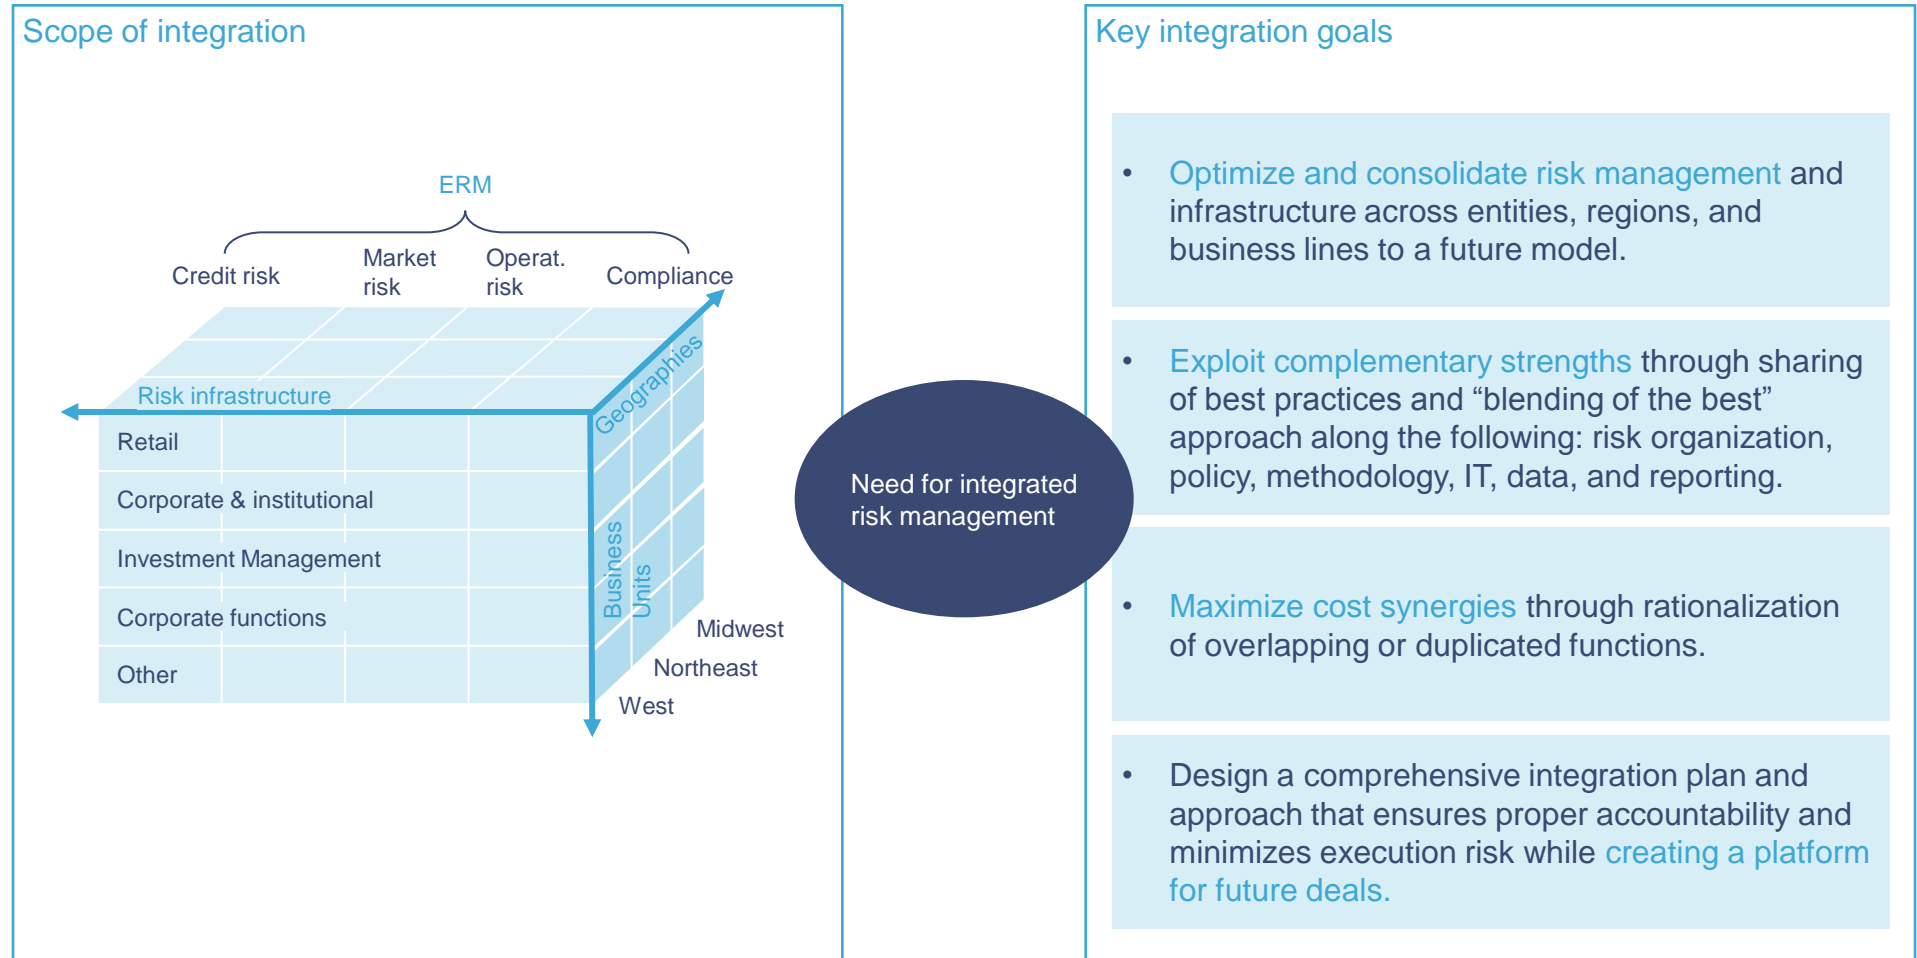 Scope of integration
ERM
Credit risk
Market
risk
Operat.
risk
Compliance
Risk infrastructure
Geographies
Retail
Corporate & institutional
Investment Management
Corporate functions
Other
Business
Units
Midwest
Northeast
West
Need for integrated
risk management
Key integration goals
• Optimize and consolidate risk management and
infrastructure across entities, regions, and
business lines to a future model.
• Exploit complementary strengths through sharing
of best practices and “blending of the best”
approach along the following: risk organization,
policy, methodology, IT, data, and reporting.
• Maximize cost synergies through rationalization
of overlapping or duplicated functions.
• Design a comprehensive integration plan and
approach that ensures proper accountability and
minimizes execution risk while creating a platform
for future deals.